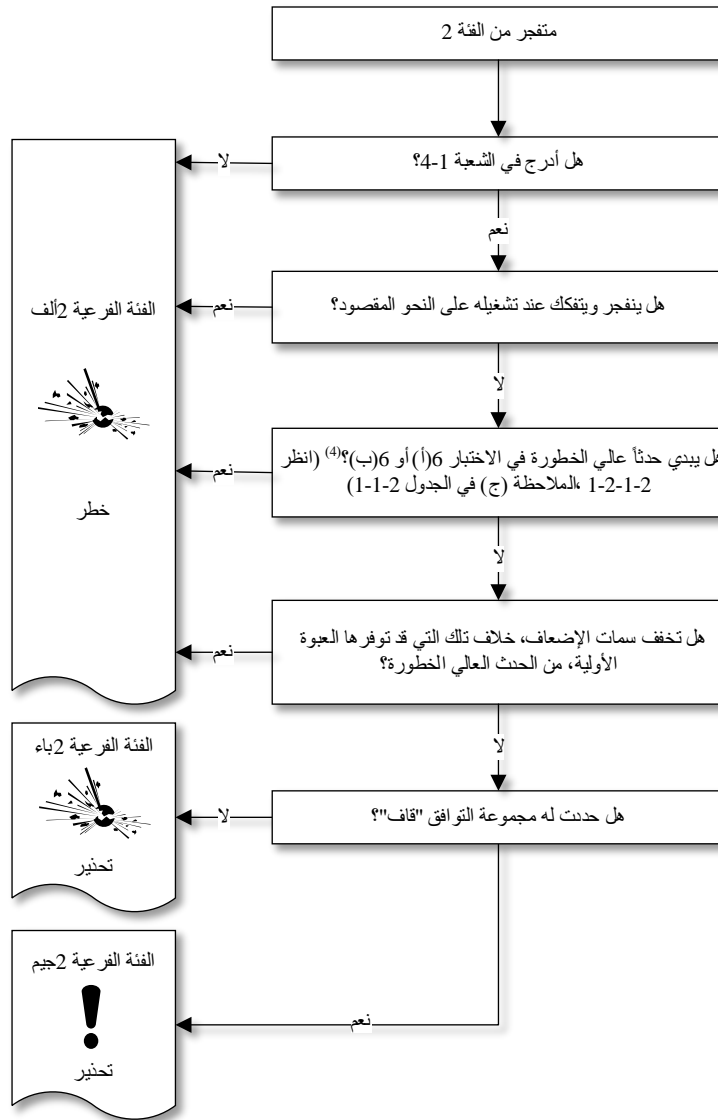 متفجر من الفئة 2
هل أدرج في الشعبة 1-4؟
لا
نعم
هل ينفجر ويتفكك عند تشغيله على النحو المقصود؟
نعم
الفئة الفرعية 2ألف
لا
هل يبدي حدثاً عالي الخطورة في الاختبار 6(أ) أو 6(ب)؟(4) (انظر
2-1-2-1 ،الملاحظة (ج) في الجدول 2-1-1)
نعم
خطر
لا
هل تخفف سمات الإضعاف، خلاف تلك التي قد توفرها العبوة
الأولية، من الحدث العالي الخطورة؟
نعم
لا
الفئة الفرعية 2باء
هل حددت له مجموعة التوافق "قاف"؟
لا
تحذير
الفئة الفرعية 2جيم
!
نعم
تحذير